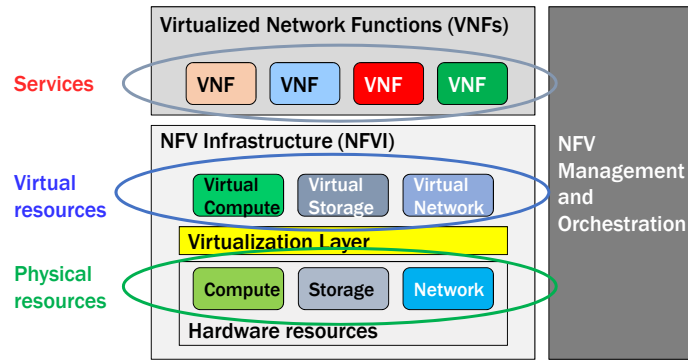 Virtualized Network Functions (VNFs)
Services
VNF
VNF
VNF
VNF
NFV Infrastructure (NFVI)
NFV
Management
and
Orchestration
Virtual
resources
Virtual
Compute
Virtual
Storage
Virtual
Network
Virtualization Layer
Physical
resources
Compute
Storage
Network
Hardware resources